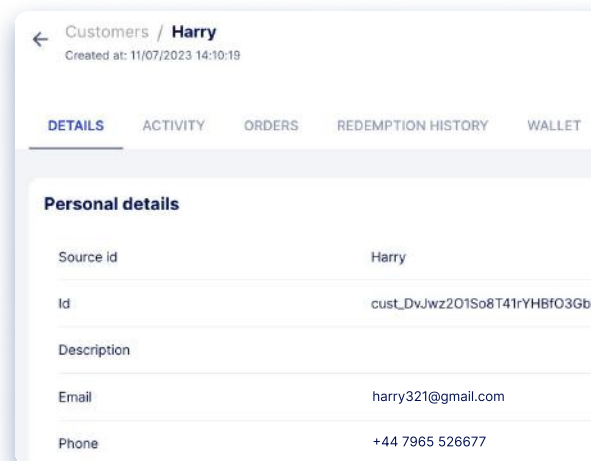 ← Customers / Harry
Created at: 11/07/2023 14:10:19
DETAILS ACTIVITY ORDERS REDEMPTION HISTORY WALLET
Personal details
Source id Harry
Id cust_DvJwz2O1So8T41rYHBfO3Gb
Description
Email harry321@gmail.com
Phone +44 7965 526677